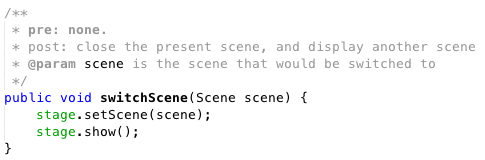 /**
 * pre: none.
 * post: close the present scene, and display another scene
 * @param scene is the scene that would be switched to
 */
public void switchScene(Scene scene) {
    stage.setScene(scene);
    stage.show();
}